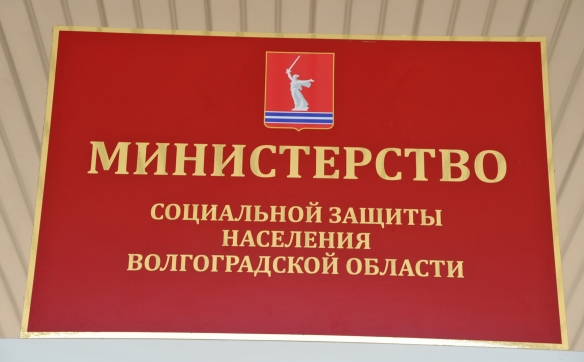 МИНИСТЕРСТВО
СОЦИАЛЬНОЙ ЗАЩИТЫ
НАСЕЛЕНИЯ
ВОЛГОГРАДСКОЙ ОБЛАСТИ